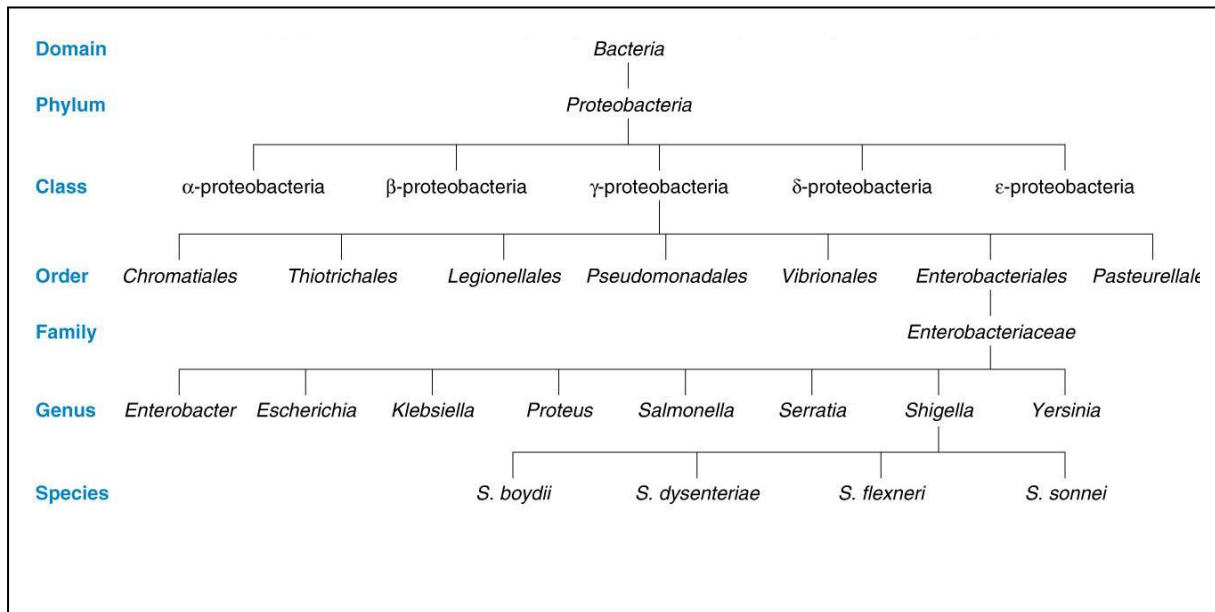 Domain Bacteria
Phylum Proteobacteria
Class α-proteobacteria β-proteobacteria γ-proteobacteria δ-proteobacteria ε-proteobacteria
Order Chromatiales Thiotrichales Legionellales Pseudomonadales Vibrionales Enterobacteriales Pasteurellale
Family Enterobacteriaceae
Genus Enterobacter Escherichia Klebsiella Proteus Salmonella Serratia Shigella Yersinia
Species S. boydii S. dysenteriae S. flexneri S. sonnei